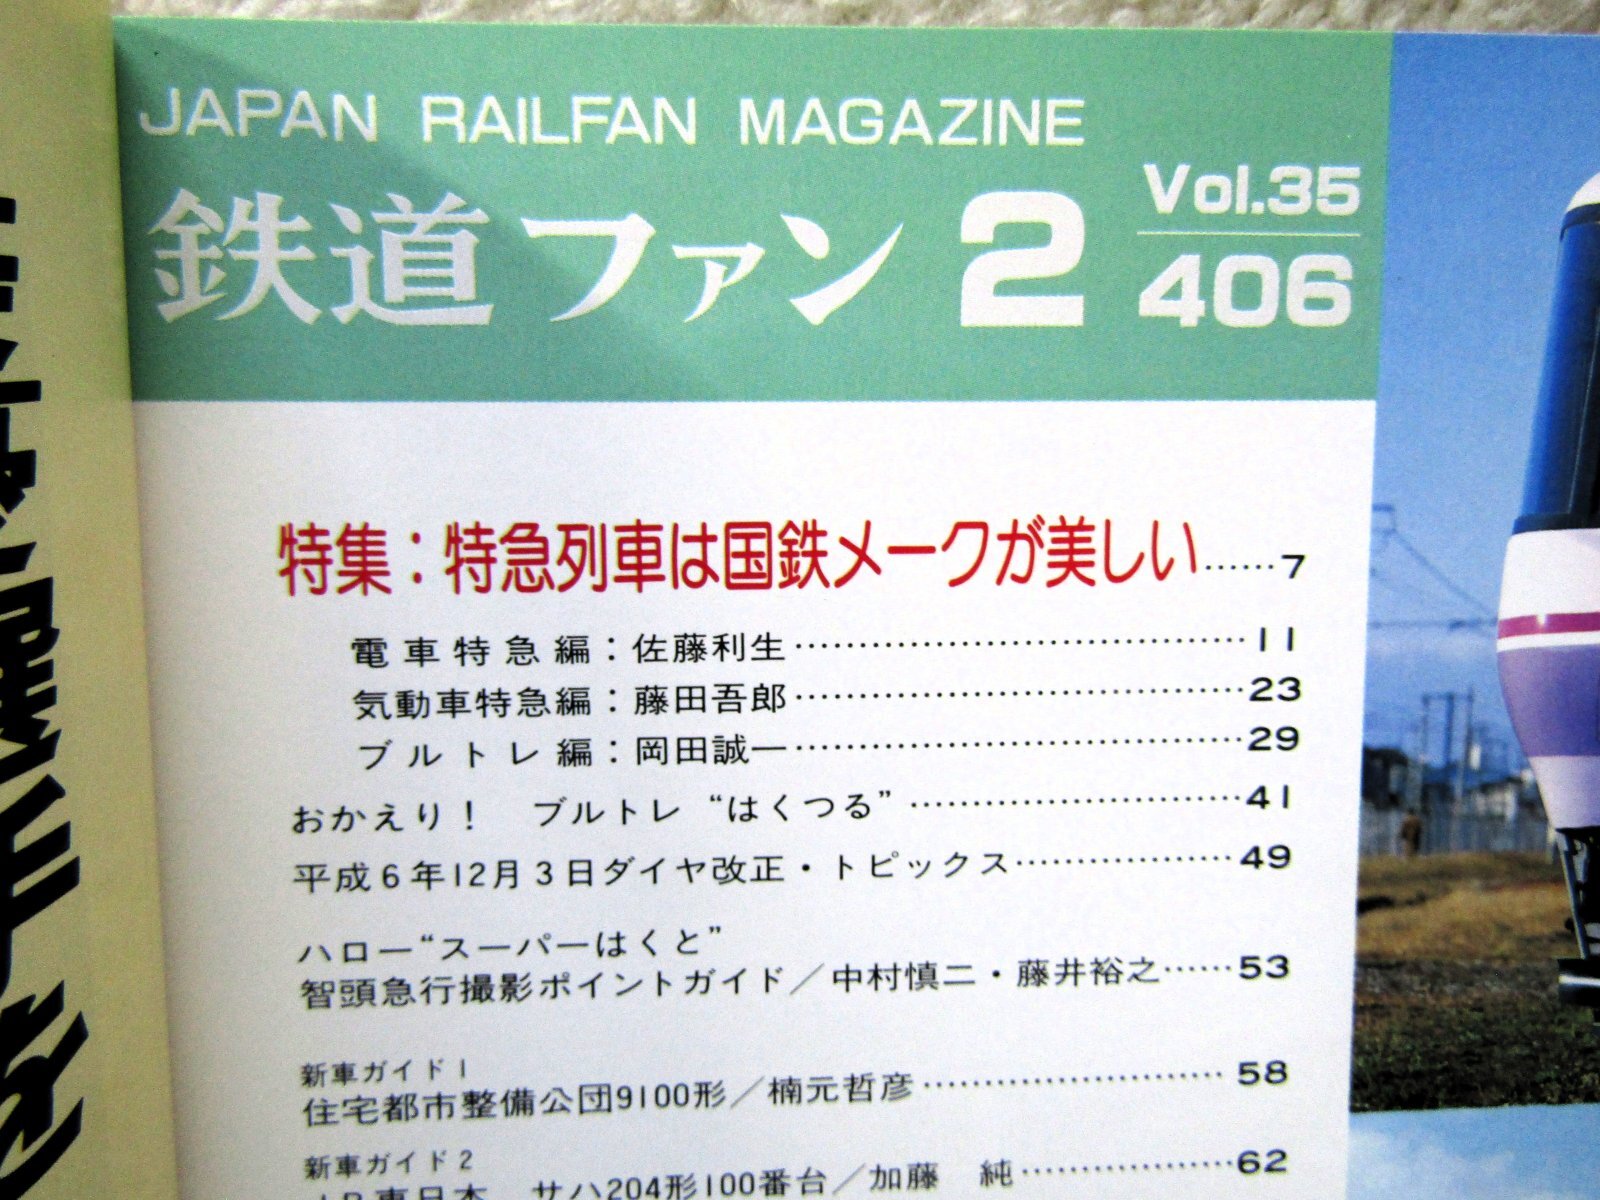 JAPAN RAILFAN MAGAZINE
鉄道ファン 2
Vol.35
406
特集：特急列車は国鉄メークが美しい……7
電車特急編：佐藤利生……11
気動車特急編：藤田吾郎……23
ブルトレ編：岡田誠一……29
おかえり！ ブルトレ “はくつる”……41
平成6年12月3日ダイヤ改正・トピックス……49
ハロー“スーパーはくと”
智頭急行撮影ポイントガイド／中村慎二・藤井裕之……53
新車ガイド1
住宅都市整備公団9100形／楠元哲彦……58
新車ガイド2
JR東日本 サハ204形100番台／加藤 純……62